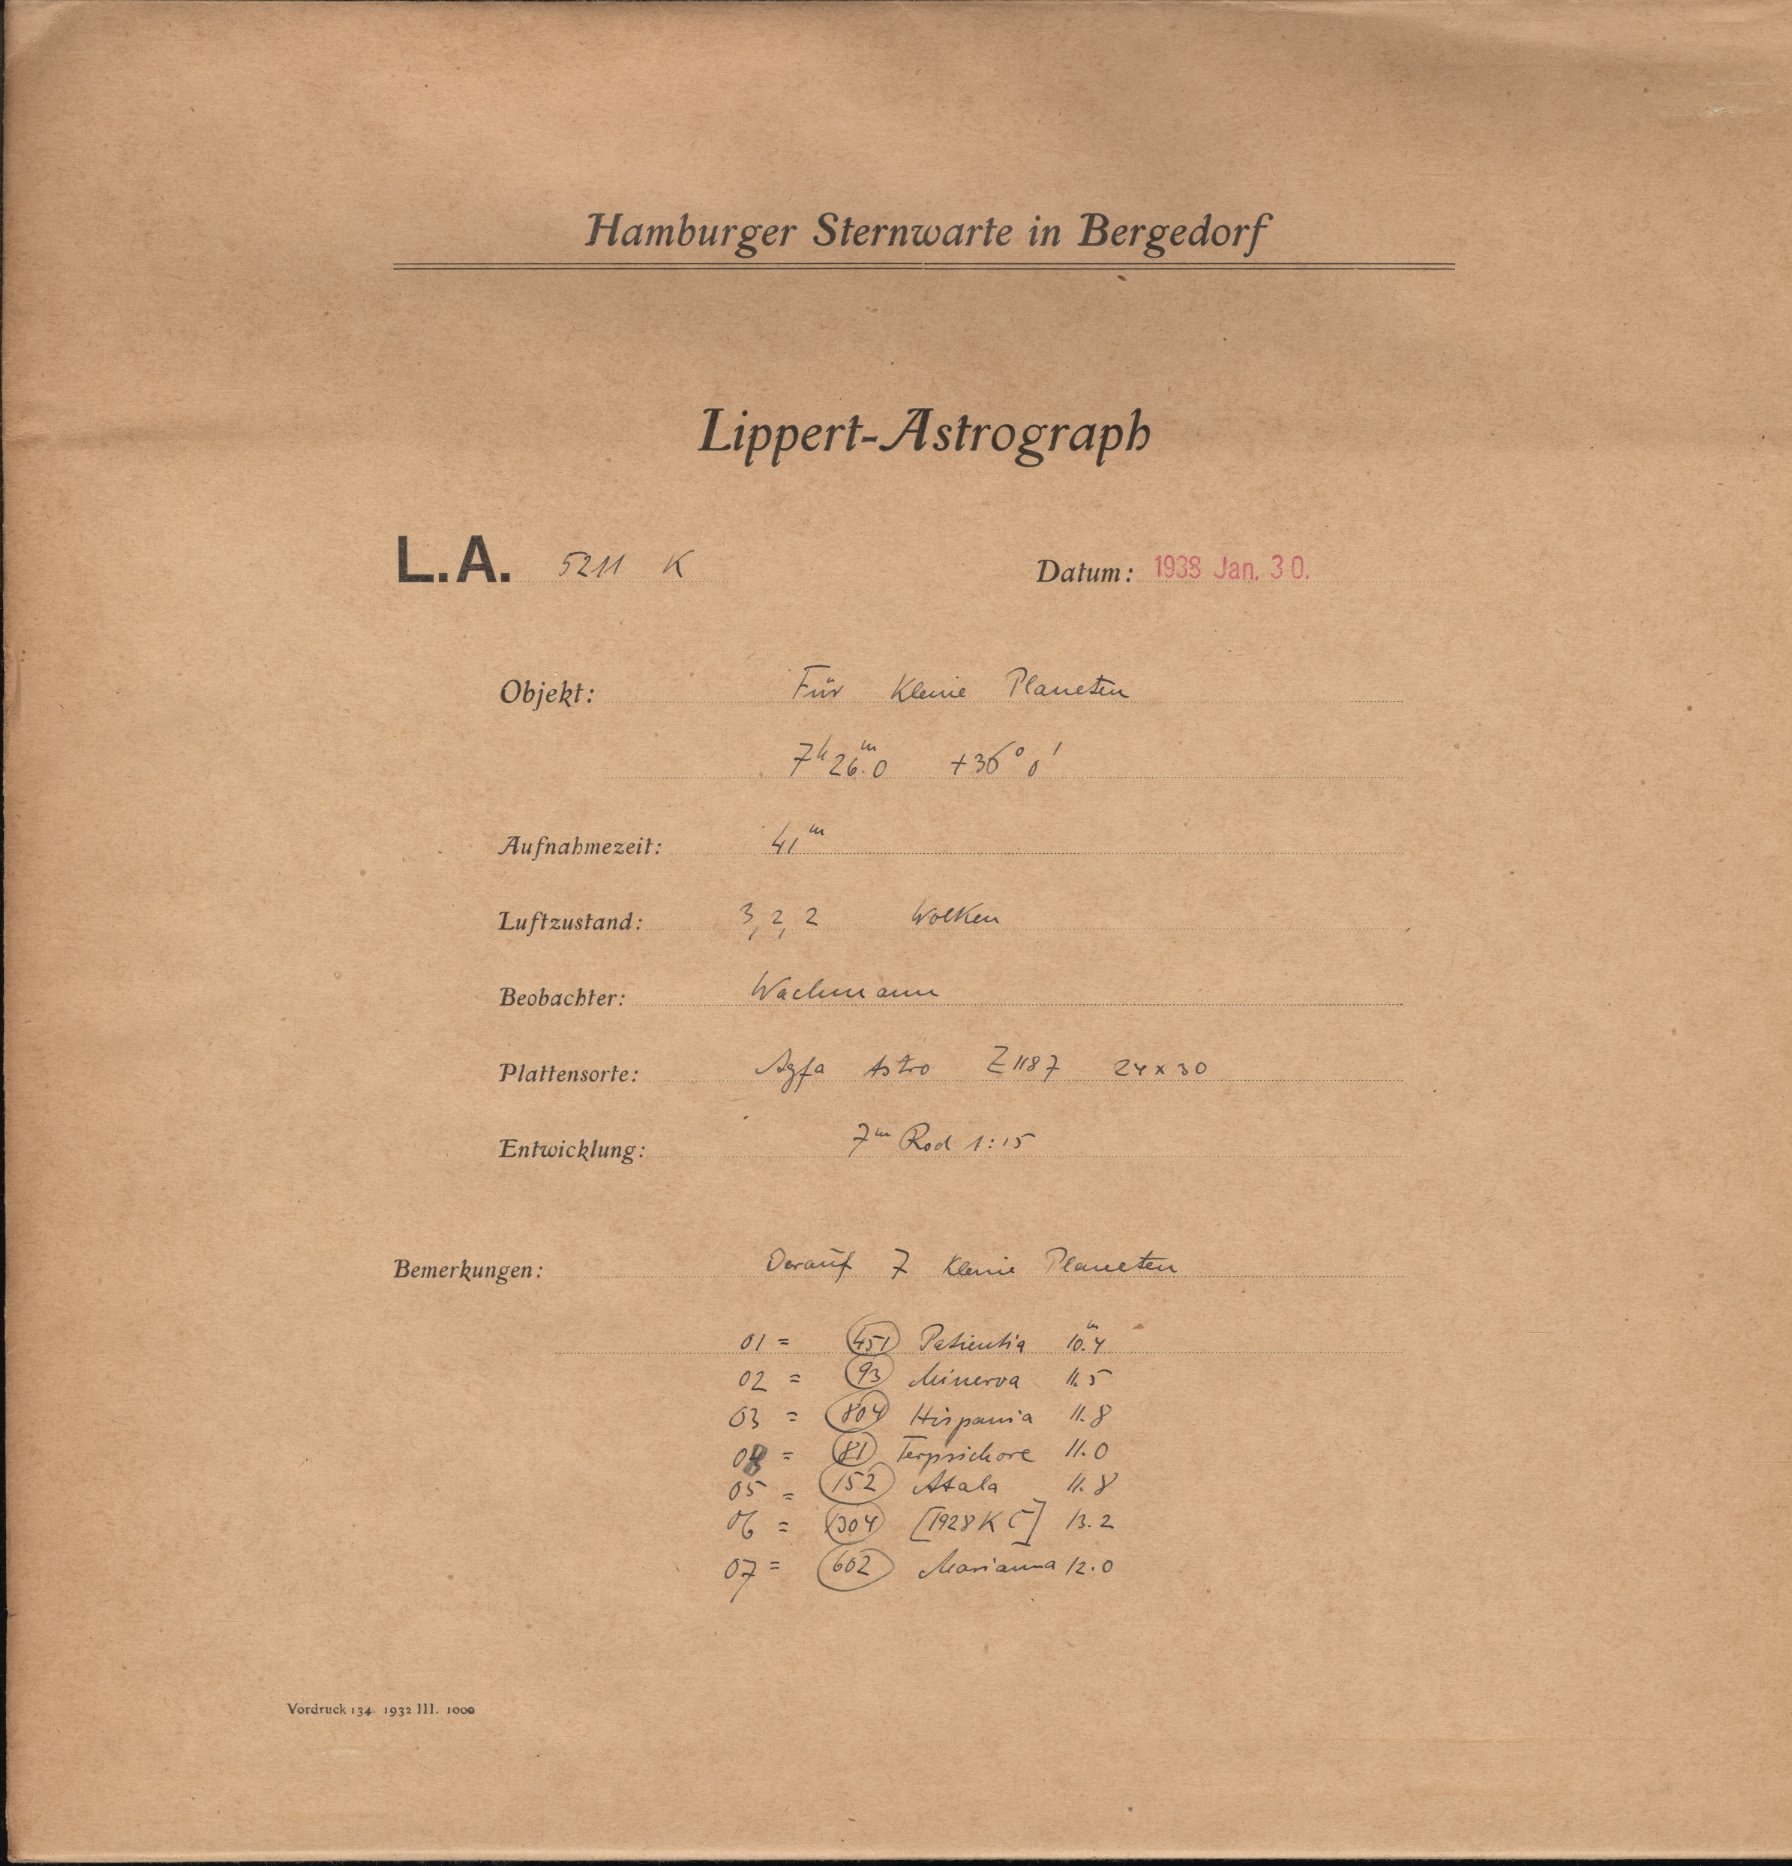 Hamburger Sternwarte in Bergedorf
Lippert-Astrograph
L.A. 5211 K Datum: 1938 Jan. 30.
Objekt: Für Kleine Planeten
7h 26m.0 +36° 0'
Aufnahmezeit: 41m
Luftzustand: 3, 2, 2 Wolken
Beobachter: Wachmann
Plattensorte: Agfa Astro Z 1187 24 x 30
Entwicklung: 7m Rod 1:15
Bemerkungen: Darauf 7 Kleine Planeten
01 = 451 Patientia 10m.4
02 = 93 Minerva 11.5
03 = 804 Hispania 11.8
04 = 81 Terpsichore 11.0
05 = 152 Atala 11.8
06 = 1304 [1928 KC] 13.2
07 = 602 Marianna 12.0
Vordruck 134. 1932 III. 1000